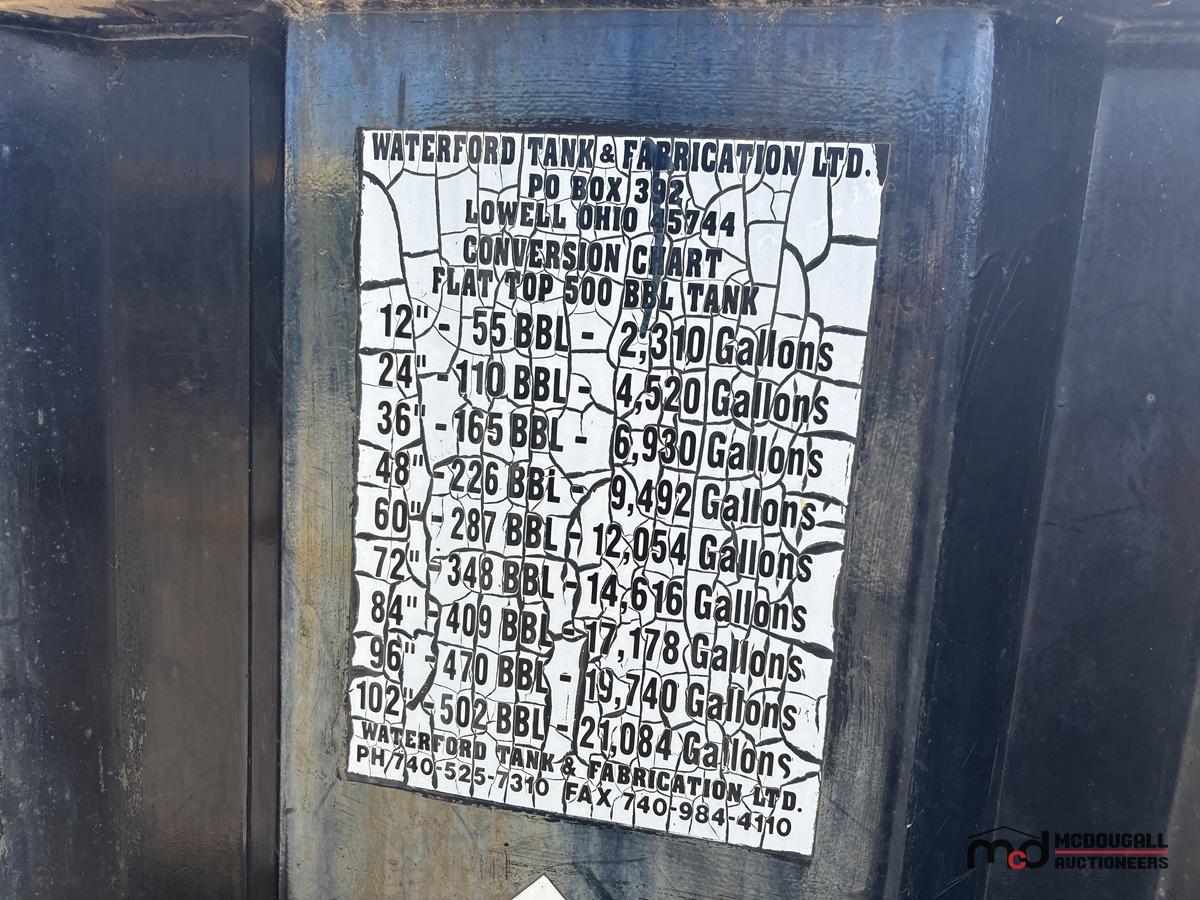 WATERFORD TANK & FABRICATION LTD.
PO BOX 392
LOWELL OHIO 45744
CONVERSION CHART
FLAT TOP 500 BBL TANK
12" - 55 BBL - 2,310 Gallons
24" - 110 BBL - 4,520 Gallons
36" - 165 BBL - 6,930 Gallons
48" - 226 BBL - 9,492 Gallons
60" - 287 BBL - 12,054 Gallons
72" - 348 BBL - 14,616 Gallons
84" - 409 BBL - 17,178 Gallons
96" - 470 BBL - 19,740 Gallons
102" - 502 BBL - 21,084 Gallons
WATERFORD TANK & FABRICATION LTD.
PH/740-525-7310 FAX 740-984-4110
mcd MCDOUGALL
AUCTIONEERS